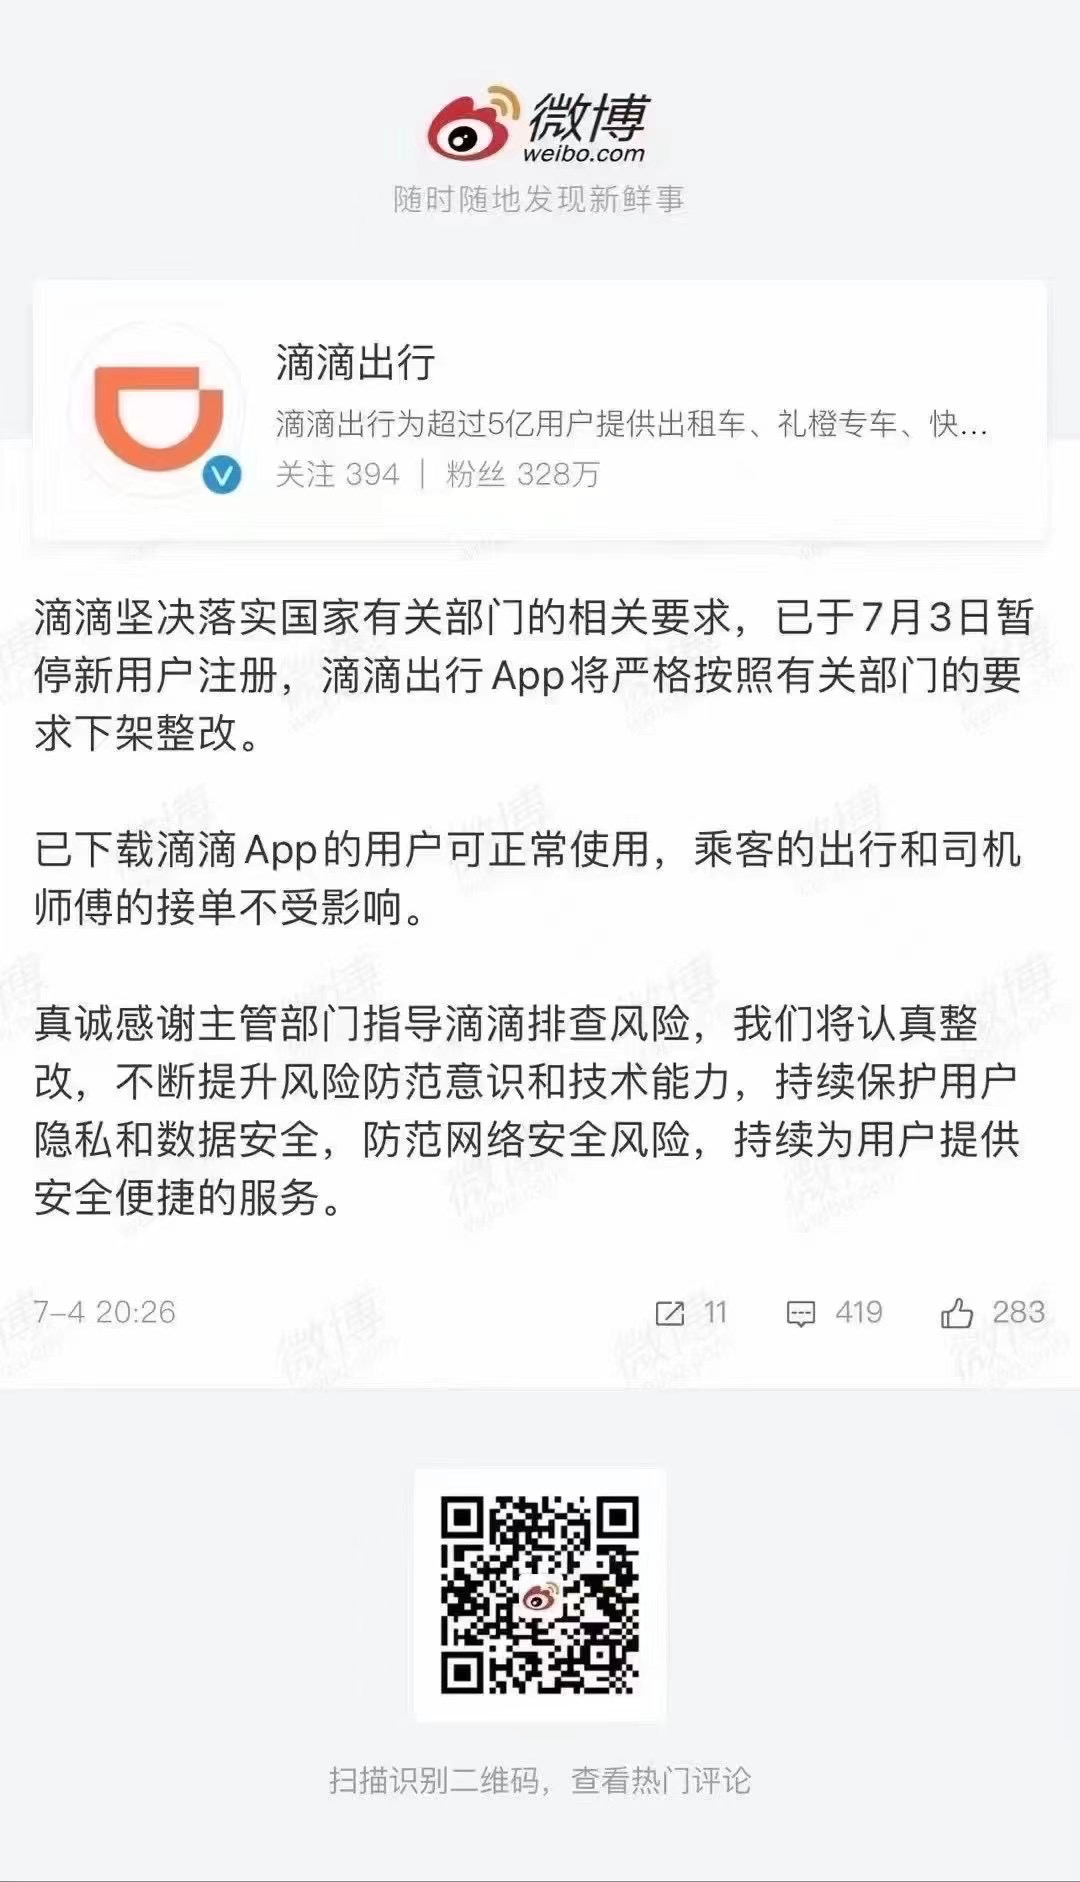 微博
weibo.com
随时随地发现新鲜事
滴滴出行
滴滴出行为超过5亿用户提供出租车、礼橙专车、快...
关注 394 | 粉丝 328万
滴滴坚决落实国家有关部门的相关要求，已于7月3日暂
停新用户注册，滴滴出行App将严格按照有关部门的要
求下架整改。
已下载滴滴App的用户可正常使用，乘客的出行和司机
师傅的接单不受影响。
真诚感谢主管部门指导滴滴排查风险，我们将认真整
改，不断提升风险防范意识和技术能力，持续保护用户
隐私和数据安全，防范网络安全风险，持续为用户提供
安全便捷的服务。
7-4 20:26 11 419 283
扫描识别二维码，查看热门评论